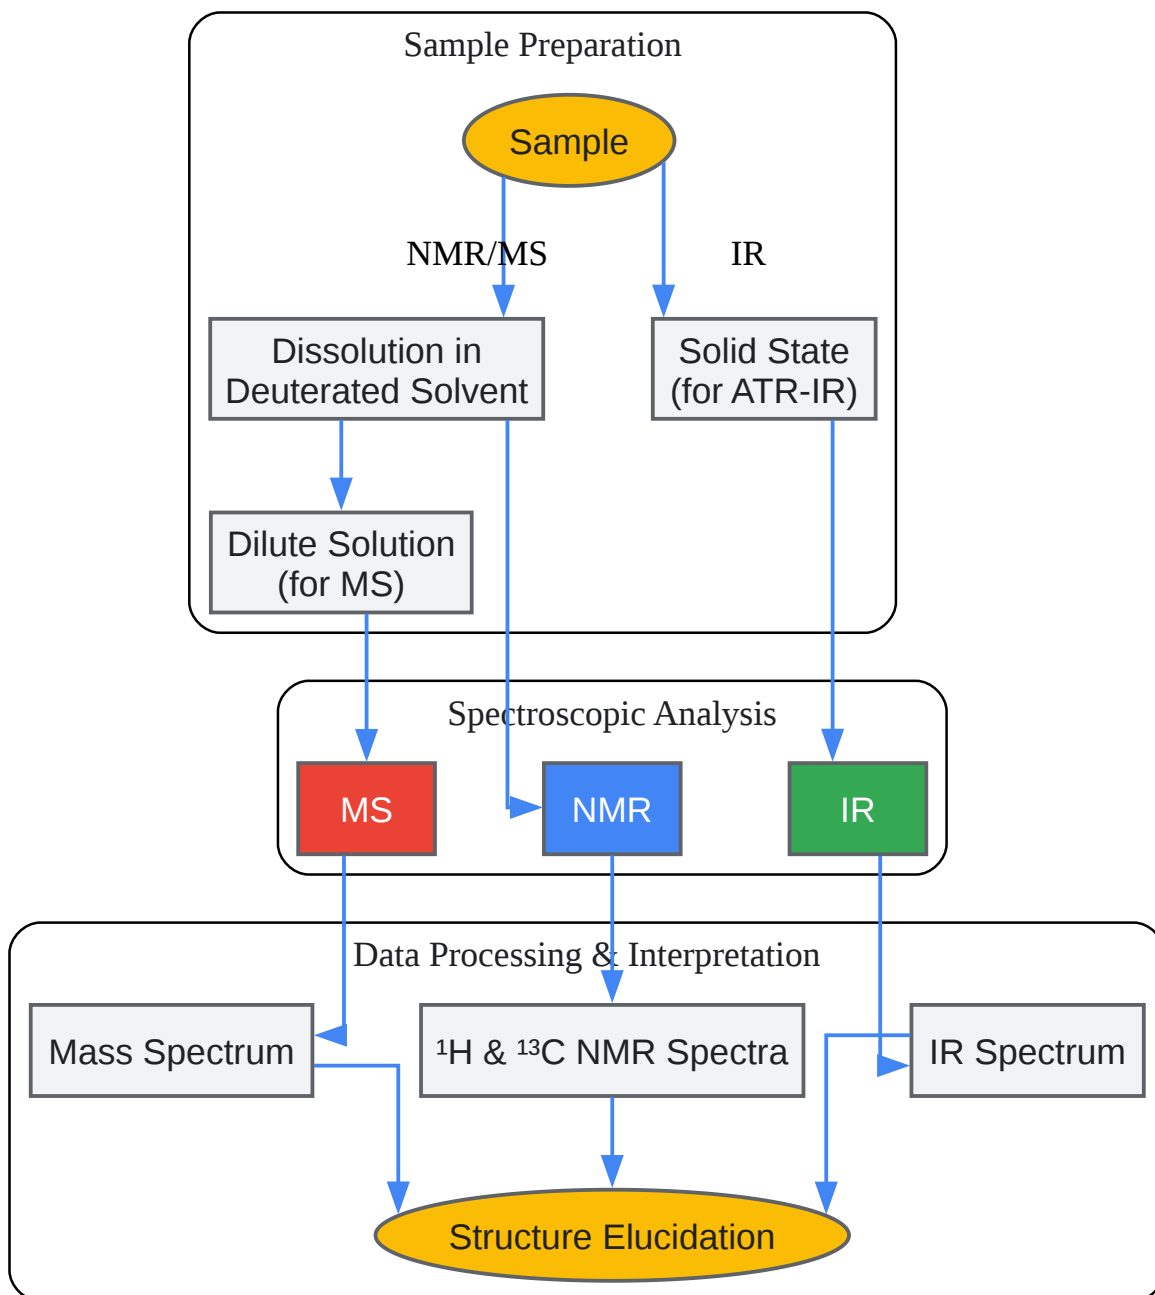 Sample Preparation
Sample
NMR/MS
IR
Dissolution in
Deuterated Solvent
Solid State
(for ATR-IR)
Dilute Solution
(for MS)
Spectroscopic Analysis
MS
NMR
IR
Data Processing & Interpretation
Mass Spectrum
¹H & ¹³C NMR Spectra
IR Spectrum
Structure Elucidation